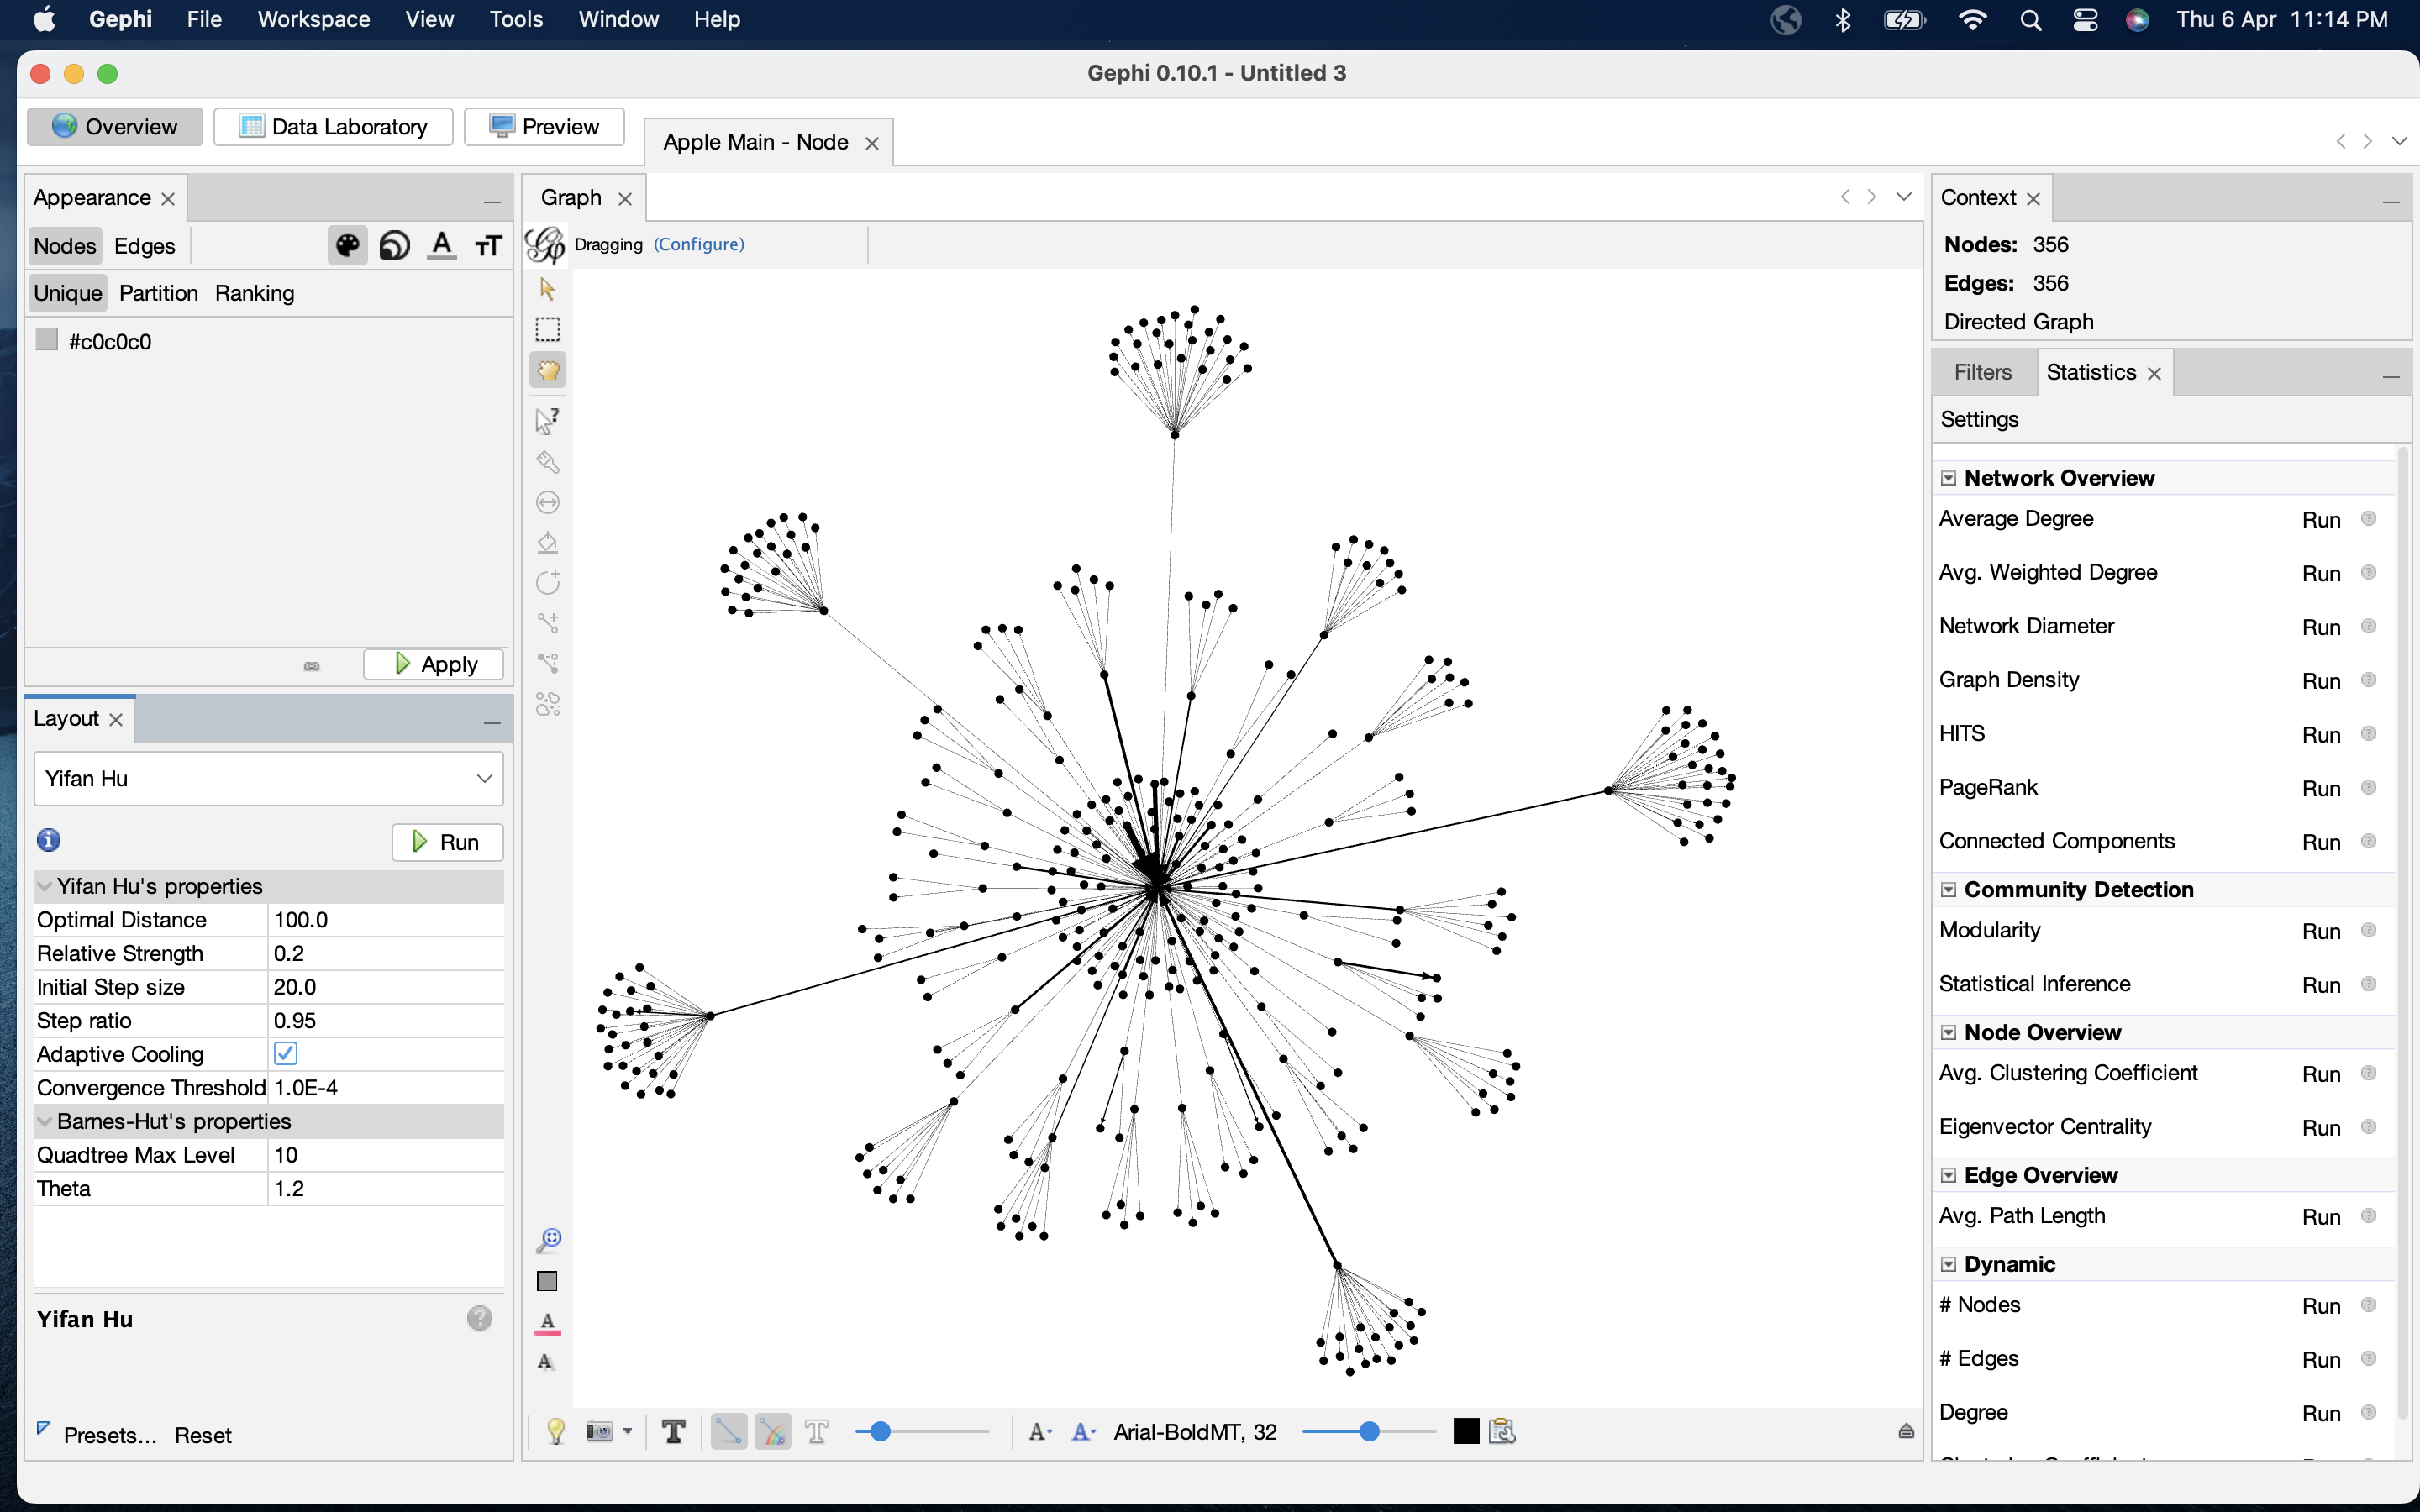 Gephi File Workspace View Tools Window Help Thu 6 Apr 11:14 PM
Gephi 0.10.1 - Untitled 3
Overview Data Laboratory Preview
Apple Main - Node
Appearance
Nodes Edges
Unique Partition Ranking
#c0c0c0
Apply
Layout
Yifan Hu
Run
Yifan Hu's properties
Optimal Distance 100.0
Relative Strength 0.2
Initial Step size 20.0
Step ratio 0.95
Adaptive Cooling
Convergence Threshold 1.0E-4
Barnes-Hut's properties
Quadtree Max Level 10
Theta 1.2
Yifan Hu
Presets... Reset
Graph
Dragging (Configure)
Arial-BoldMT, 32
Context
Nodes: 356
Edges: 356
Directed Graph
Filters Statistics
Settings
Network Overview
Average Degree Run
Avg. Weighted Degree Run
Network Diameter Run
Graph Density Run
HITS Run
PageRank Run
Connected Components Run
Community Detection
Modularity Run
Statistical Inference Run
Node Overview
Avg. Clustering Coefficient Run
Eigenvector Centrality Run
Edge Overview
Avg. Path Length Run
Dynamic
# Nodes Run
# Edges Run
Degree Run